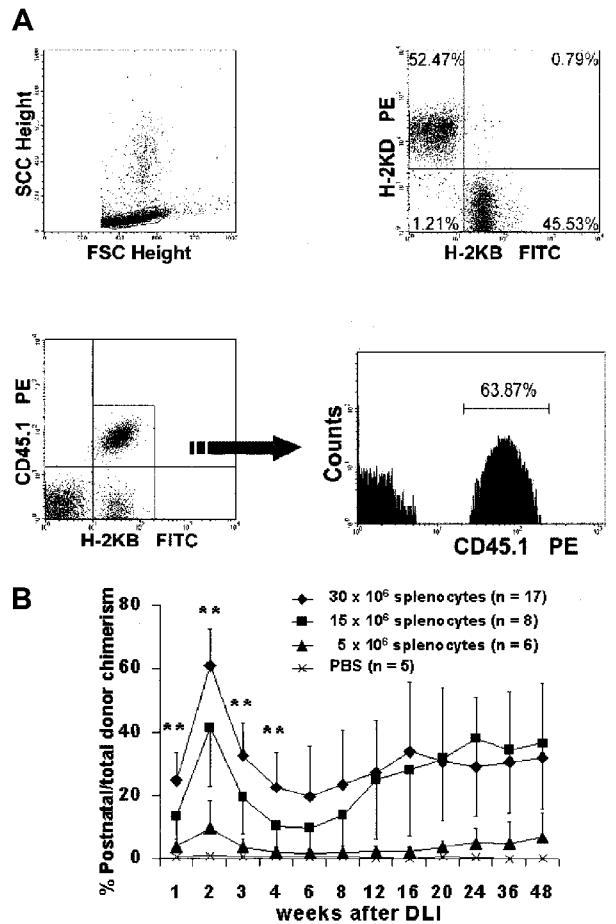 A
SCC Height
FSC Height
52.47%
0.79%
H-2KD PE
1.21%
45.53%
H-2KB FITC
CD45.1 PE
H-2KB FITC
63.87%
Counts
CD45.1 PE
B
% Postnatal/total donor chimerism
80
60
40
20
0
30 x 10⁶ splenocytes (n = 17)
15 x 10⁶ splenocytes (n = 8)
5 x 10⁶ splenocytes (n = 6)
PBS (n = 5)
**
**
**
**
1 2 3 4 6 8 12 16 20 24 36 48
weeks after DLI